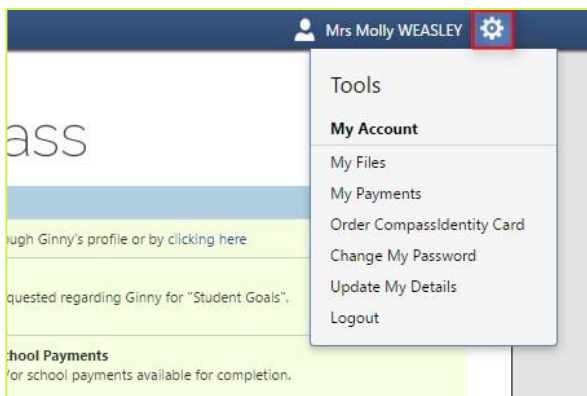 Mrs Molly WEASLEY
Tools
My Account
My Files
My Payments
Order CompassIdentity Card
Change My Password
Update My Details
Logout
ass
ough Ginny's profile or by clicking here
quested regarding Ginny for "Student Goals".
chool Payments
/or school payments available for completion.